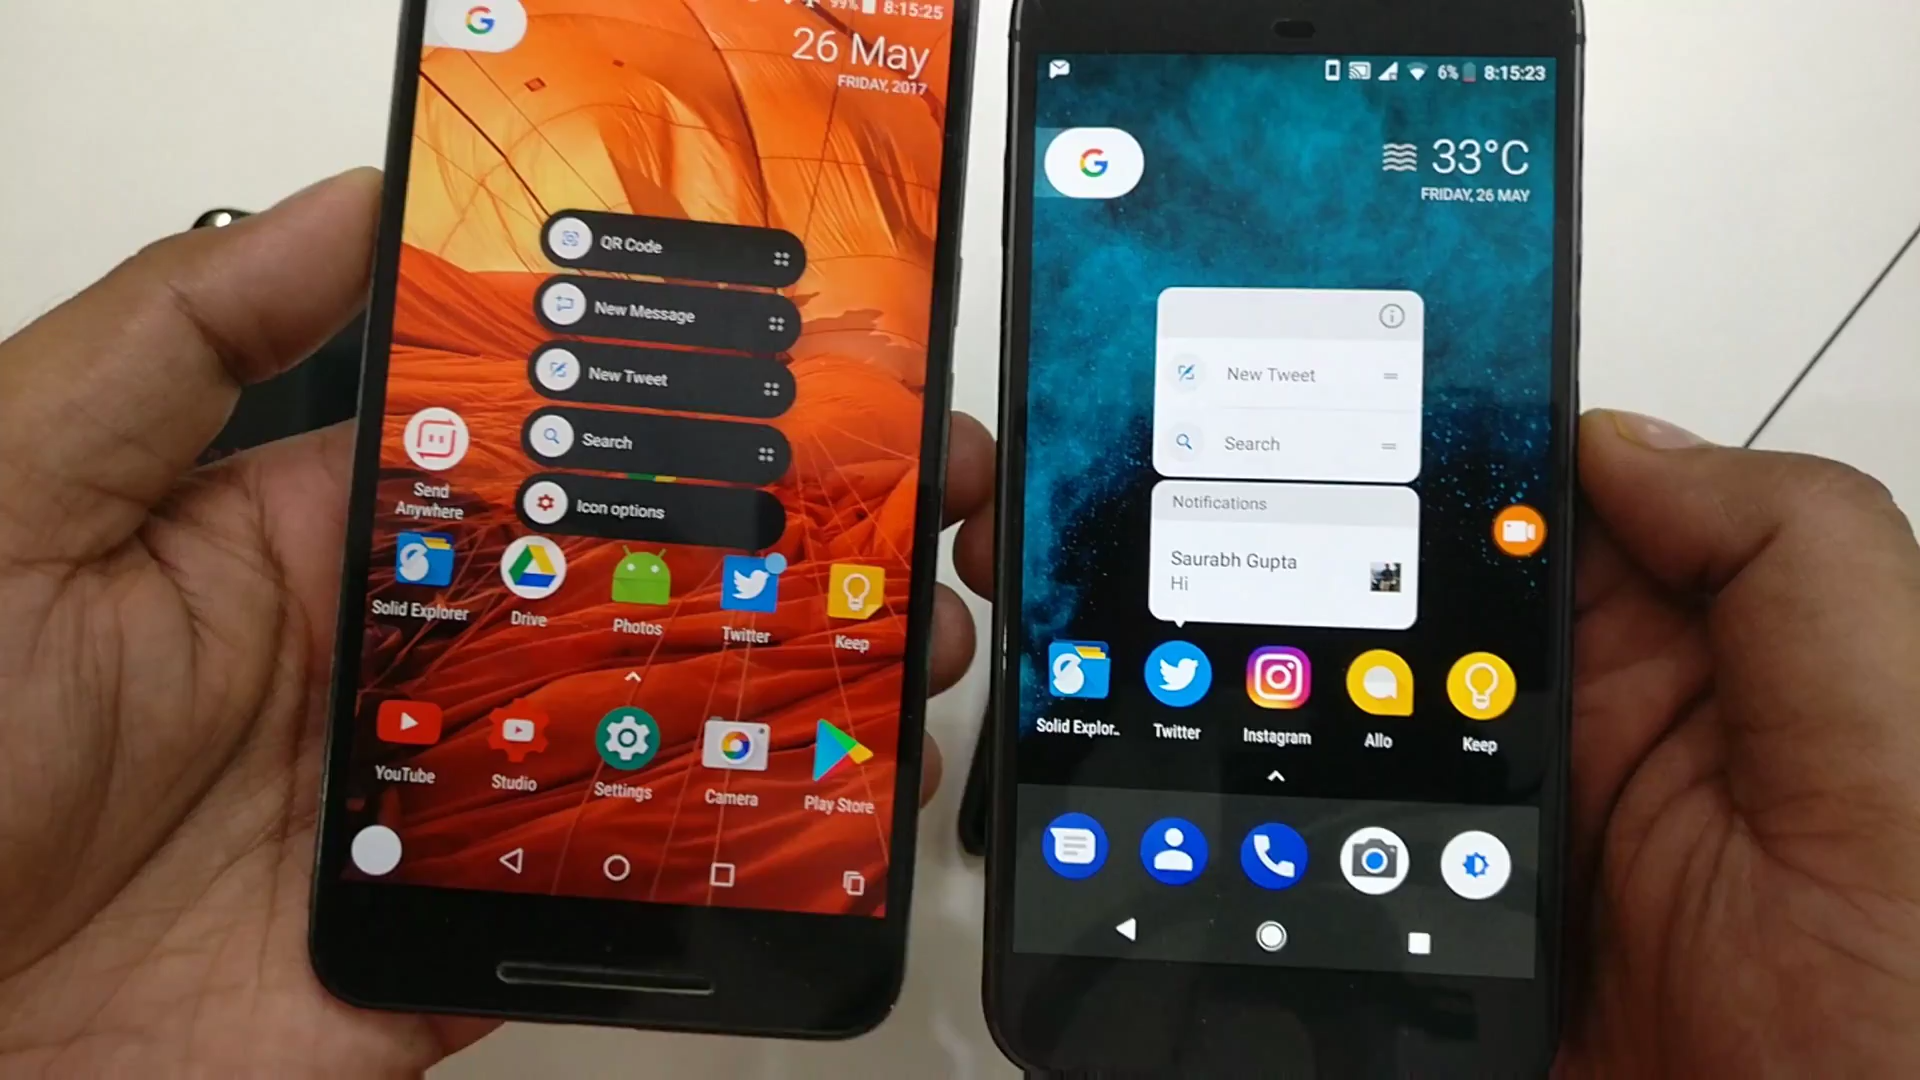 99% 8:15:25
26 May
FRIDAY, 2017
QR Code
New Message
New Tweet
Search
Icon options
Send
Anywhere
Solid Explorer
Drive
Photos
Twitter
Keep
YouTube
Studio
Settings
Camera
Play Store
6% 8:15:23
G
33°C
FRIDAY, 26 MAY
New Tweet
Search
Notifications
Saurabh Gupta
Hi
Solid Explor..
Twitter
Instagram
Allo
Keep